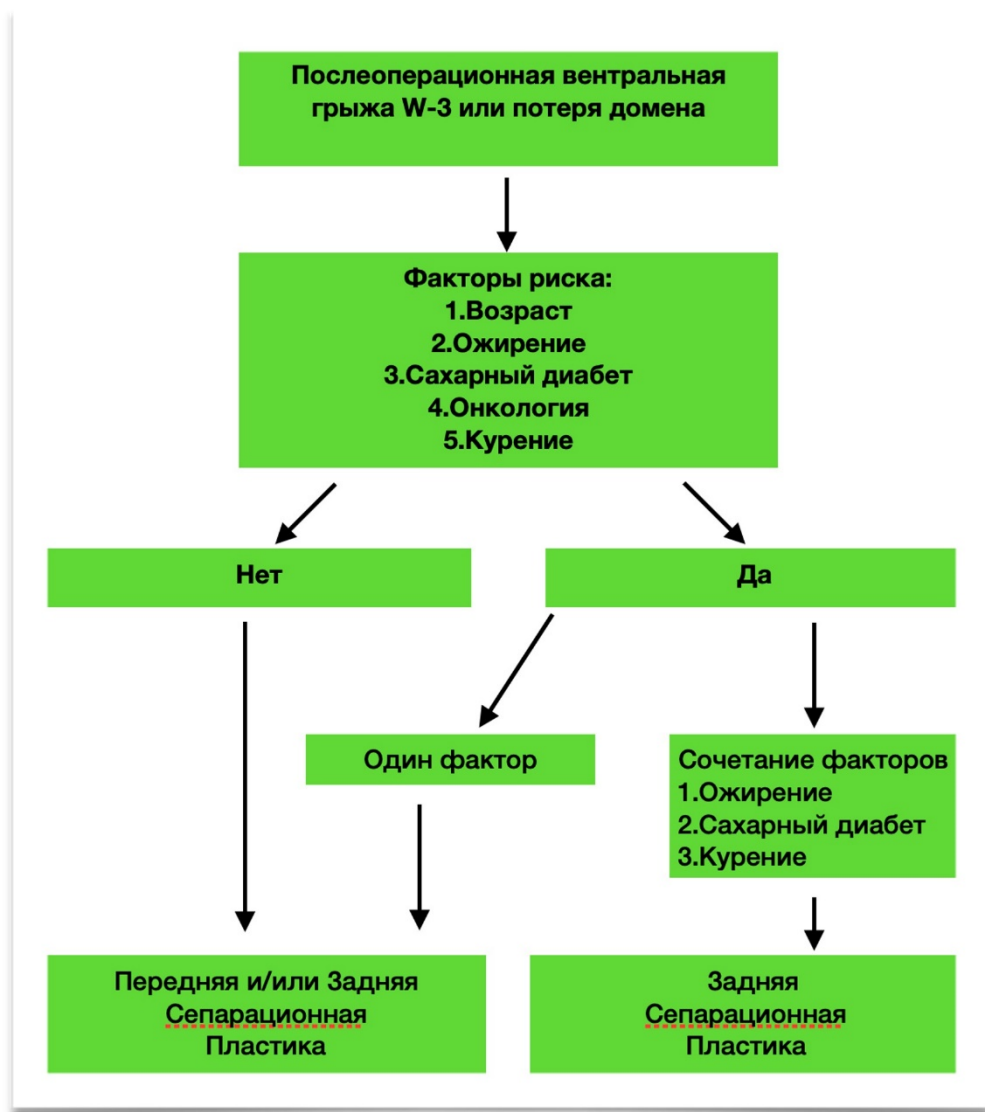 Послеоперационная вентральная
грыжа W-3 или потеря домена
Факторы риска:
1.Возраст
2.Ожирение
3.Сахарный диабет
4.Онкология
5.Курение
Нет
Да
Один фактор
Сочетание факторов
1.Ожирение
2.Сахарный диабет
3.Курение
Передняя и/или Задняя
Сепарационная
Пластика
Задняя
Сепарационная
Пластика